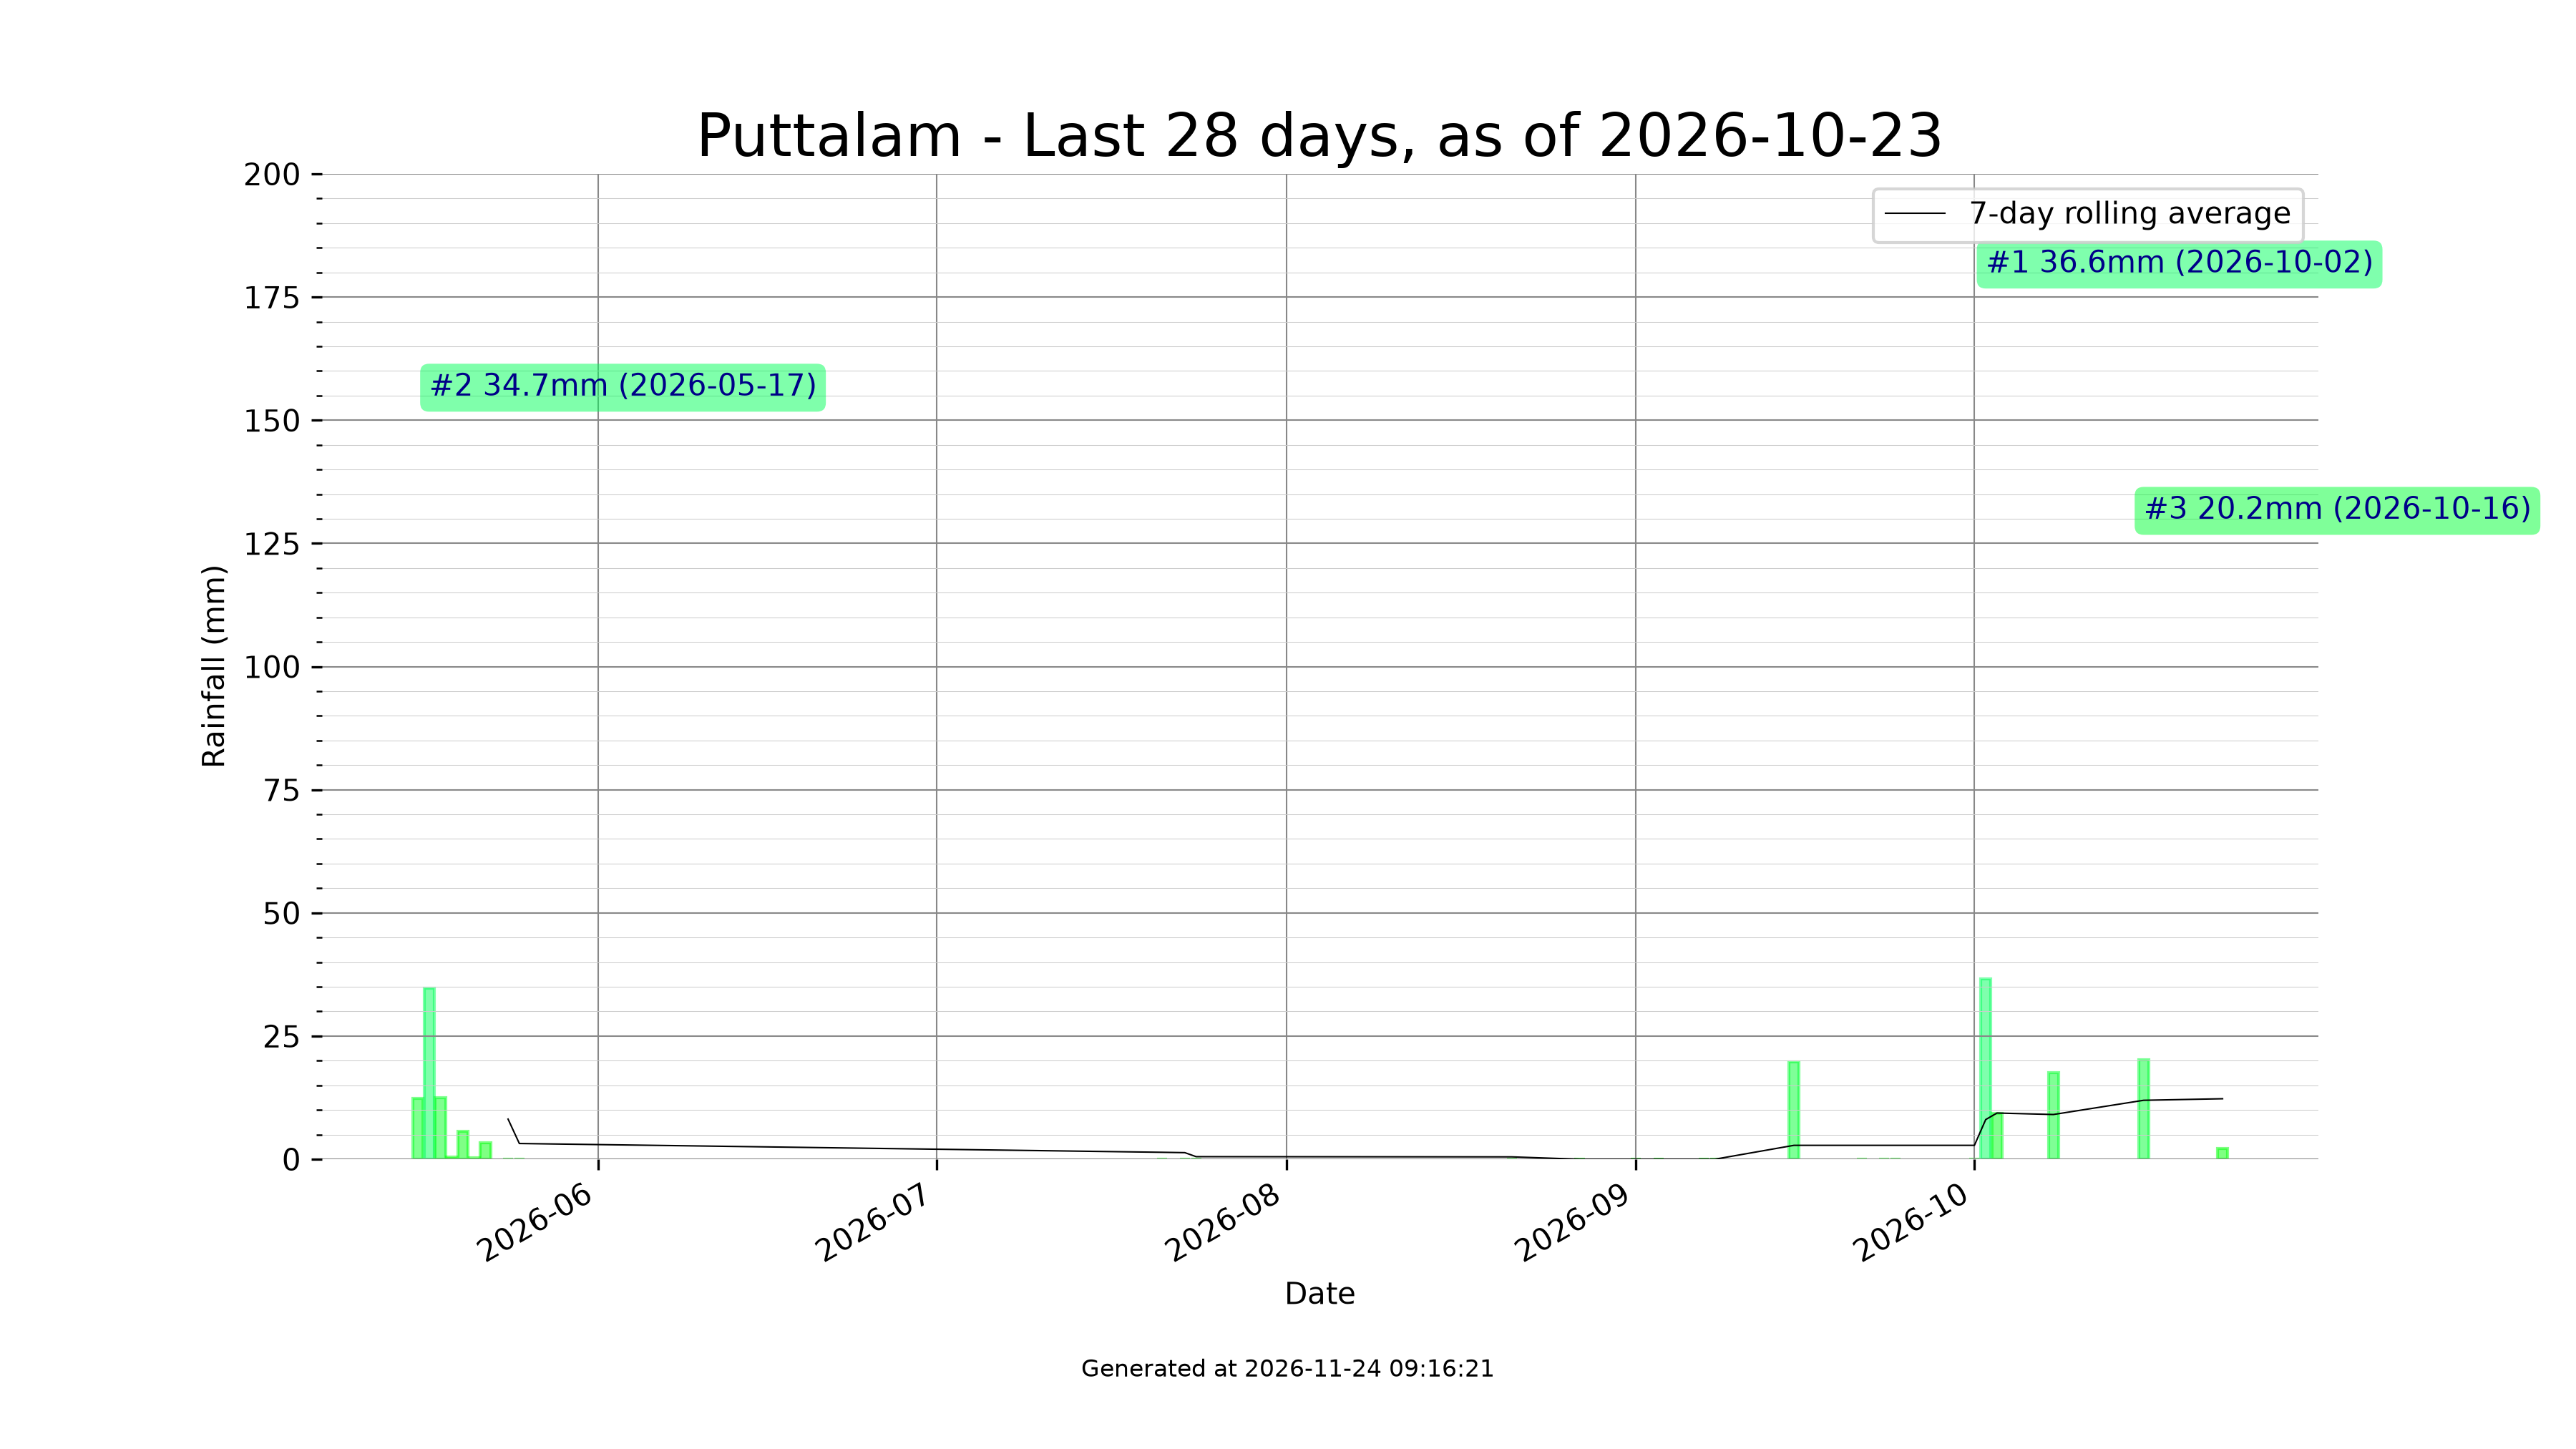 Puttalam - Last 28 days, as of 2026-10-23
200
175
150
125
100
75
50
25
0
Rainfall (mm)
7-day rolling average
#1 36.6mm (2026-10-02)
#2 34.7mm (2026-05-17)
#3 20.2mm (2026-10-16)
2026-06
2026-07
2026-08
2026-09
2026-10
Date
Generated at 2026-11-24 09:16:21